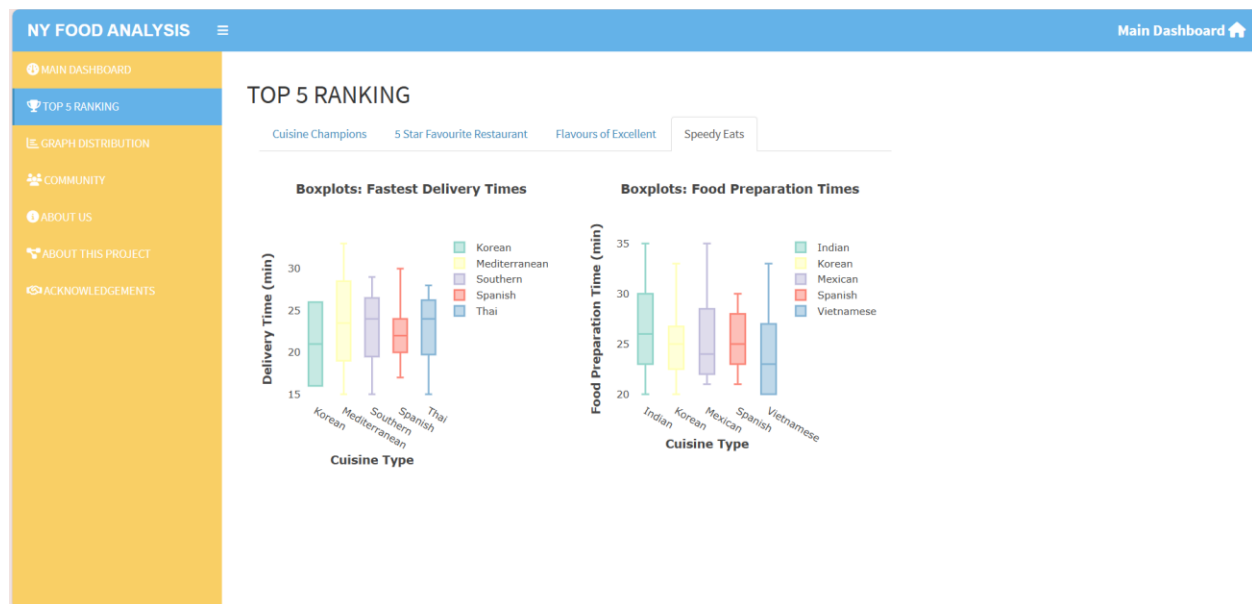 NY FOOD ANALYSIS
Main Dashboard
MAIN DASHBOARD
TOP 5 RANKING
GRAPH DISTRIBUTION
COMMUNITY
ABOUT US
ABOUT THIS PROJECT
ACKNOWLEDGEMENTS
TOP 5 RANKING
Cuisine Champions 5 Star Favourite Restaurant Flavours of Excellent Speedy Eats
Boxplots: Fastest Delivery Times
Delivery Time (min)
30
25
20
15
Korean
Mediterranean
Southern
Spanish
Thai
Korean
Mediterranean
Southern
Spanish
Thai
Cuisine Type
Boxplots: Food Preparation Times
Food Preparation Time (min)
35
30
25
20
Indian
Korean
Mexican
Spanish
Vietnamese
Indian
Korean
Mexican
Spanish
Vietnamese
Cuisine Type